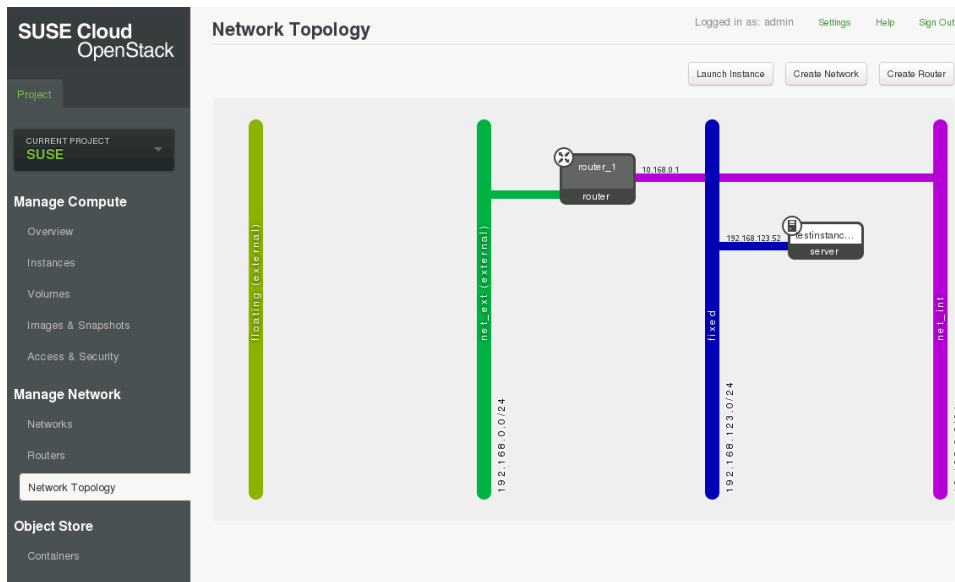 SUSE Cloud
OpenStack
Project
CURRENT PROJECT
SUSE
Manage Compute
Overview
Instances
Volumes
Images & Snapshots
Access & Security
Manage Network
Networks
Routers
Network Topology
Object Store
Containers
Network Topology
Logged in as: admin
Settings
Help
Sign Out
Launch Instance
Create Network
Create Router
floating (external)
net_ext (external)
192.168.0.0/24
router_1
router
10.168.0.1
fixed
192.168.123.0/24
192.168.123.52
testinstanc...
server
net_int